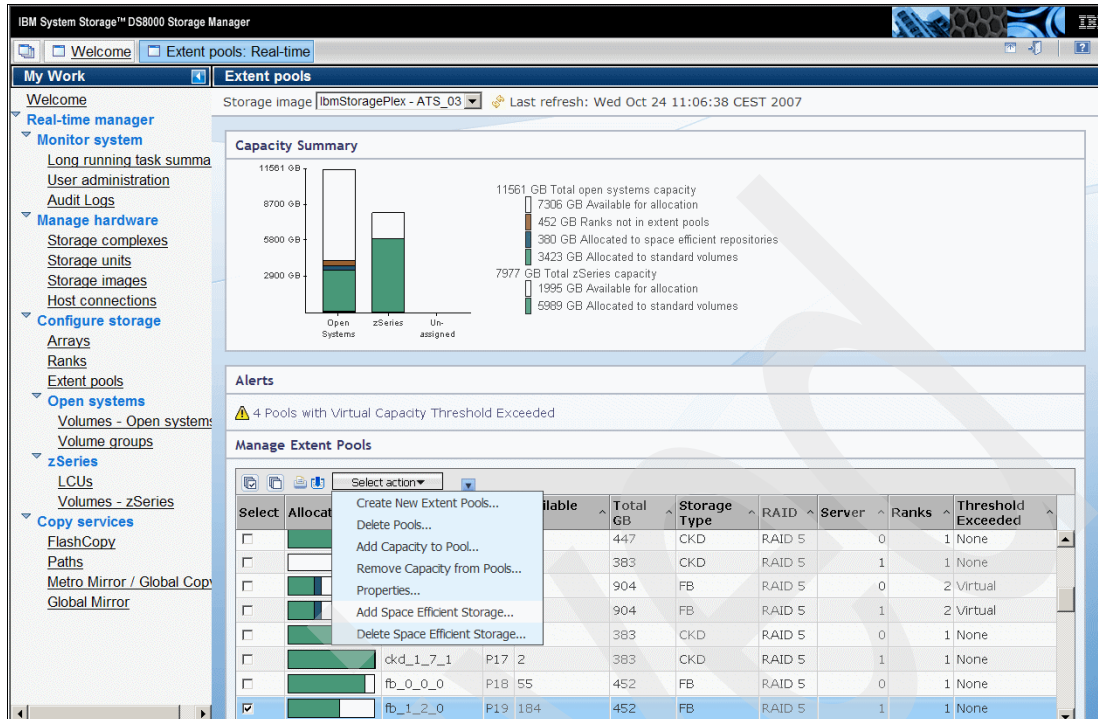 IBM System Storage™ DS8000 Storage Manager
Welcome
Extent pools: Real-time
?
My Work
Extent pools
Welcome
Real-time manager
Monitor system
Long running task summa
User administration
Audit Logs
Manage hardware
Storage complexes
Storage units
Storage images
Host connections
Configure storage
Arrays
Ranks
Extent pools
Open systems
Volumes - Open systems
Volume groups
zSeries
LCUs
Volumes - zSeries
Copy services
FlashCopy
Paths
Metro Mirror / Global Copy
Global Mirror
Storage image IbmStoragePlex - ATS_03 Last refresh: Wed Oct 24 11:06:38 CEST 2007
Capacity Summary
11561 GB
8700 GB
5800 GB
2900 GB
Open Systems
zSeries
Un-assigned
11561 GB Total open systems capacity
7306 GB Available for allocation
452 GB Ranks not in extent pools
380 GB Allocated to space efficient repositories
3423 GB Allocated to standard volumes
7977 GB Total zSeries capacity
1995 GB Available for allocation
5989 GB Allocated to standard volumes
Alerts
4 Pools with Virtual Capacity Threshold Exceeded
Manage Extent Pools
Select action
Create New Extent Pools...
Delete Pools...
Add Capacity to Pool...
Remove Capacity from Pools...
Properties...
Add Space Efficient Storage...
Delete Space Efficient Storage...
Select Allocat ilable Total GB Storage Type RAID Server Ranks Threshold Exceeded
447 CKD RAID 5 0 1 None
383 CKD RAID 5 1 1 None
904 FB RAID 5 0 2 Virtual
904 FB RAID 5 1 2 Virtual
383 CKD RAID 5 0 1 None
ckd_1_7_1 P17 2 383 CKD RAID 5 1 1 None
fb_0_0_0 P18 55 452 FB RAID 5 0 1 None
fb_1_2_0 P19 184 452 FB RAID 5 1 1 None